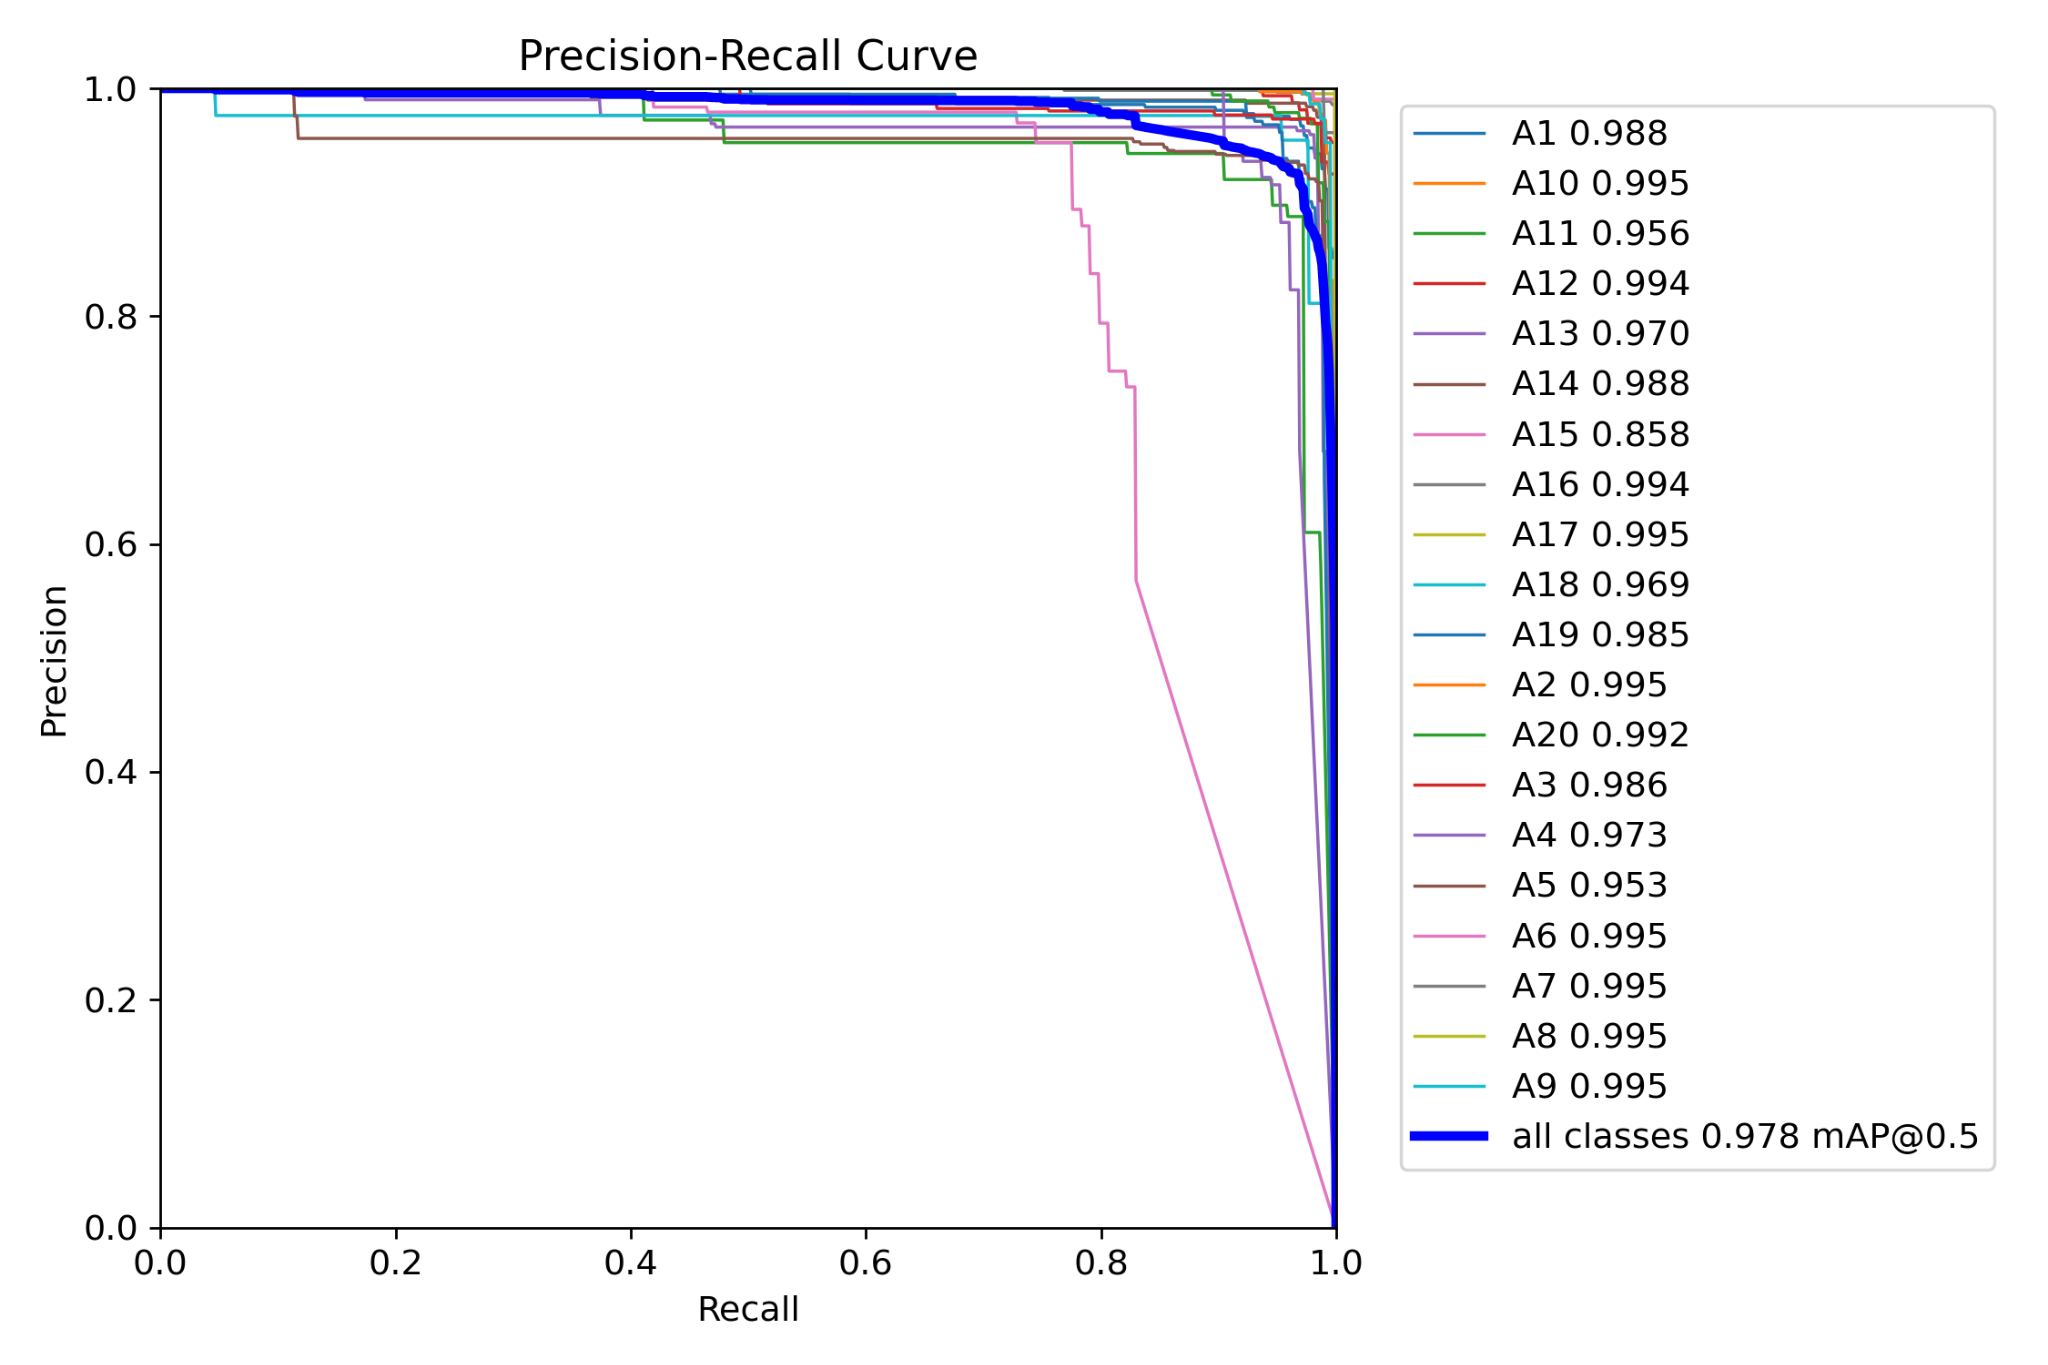 Precision-Recall Curve
1.0
0.8
0.6
0.4
0.2
0.0
Precision
0.0 0.2 0.4 0.6 0.8 1.0
Recall
A1 0.988
A10 0.995
A11 0.956
A12 0.994
A13 0.970
A14 0.988
A15 0.858
A16 0.994
A17 0.995
A18 0.969
A19 0.985
A2 0.995
A20 0.992
A3 0.986
A4 0.973
A5 0.953
A6 0.995
A7 0.995
A8 0.995
A9 0.995
all classes 0.978 mAP@0.5